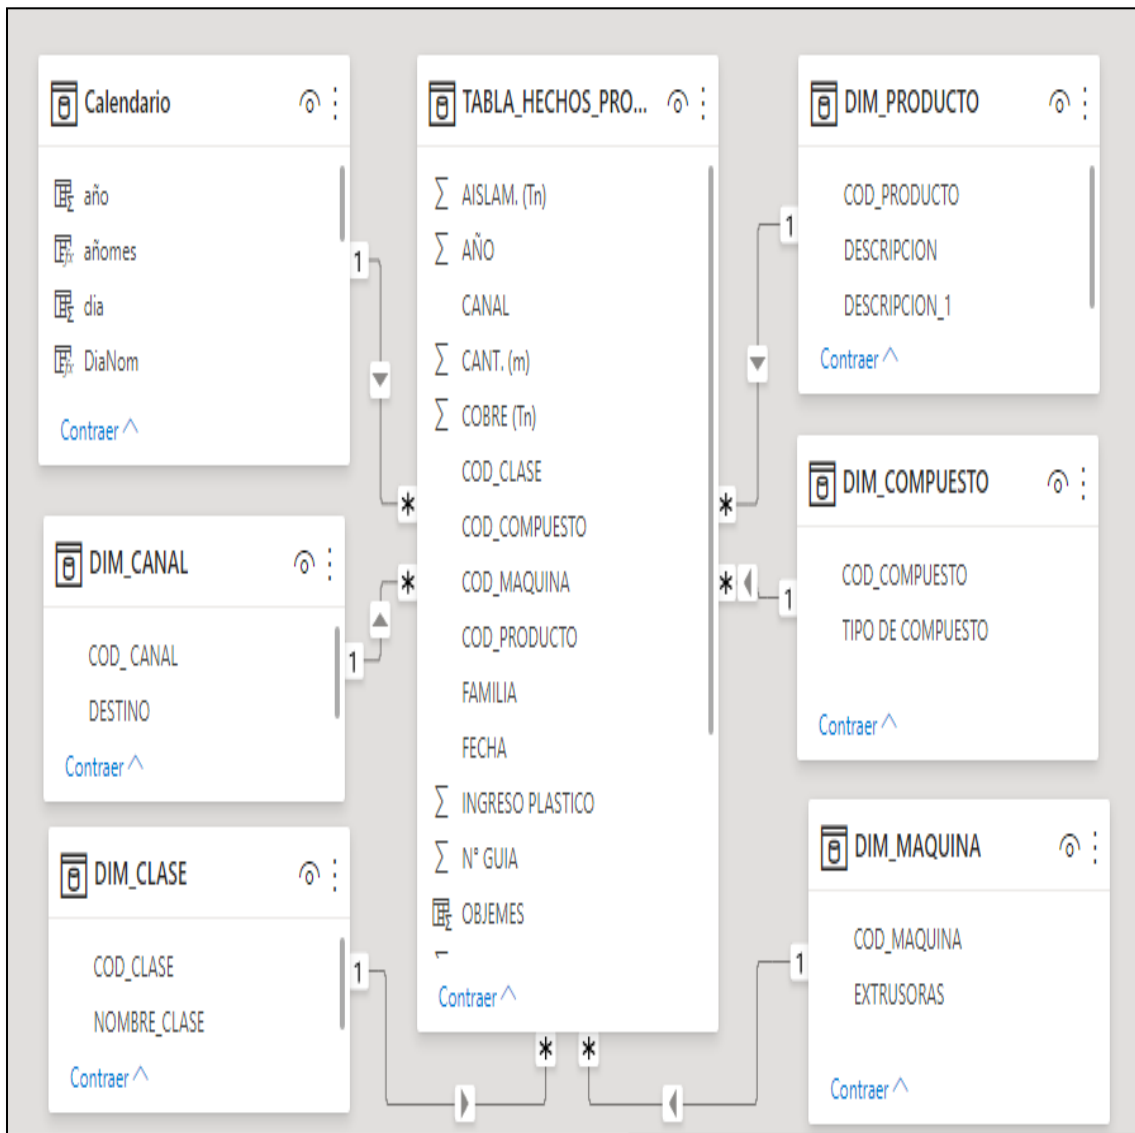 Calendario
año
añomes
dia
DiaNom
Contraer
1
DIM_CANAL
COD_ CANAL
DESTINO
Contraer
1
DIM_CLASE
COD_CLASE
NOMBRE_CLASE
Contraer
1
TABLA_HECHOS_PRO...
Σ AISLAM. (Tn)
Σ AÑO
CANAL
Σ CANT. (m)
Σ COBRE (Tn)
COD_CLASE
COD_COMPUESTO
COD_MAQUINA
COD_PRODUCTO
FAMILIA
FECHA
Σ INGRESO PLASTICO
Σ N° GUIA
OBJEMES
Contraer
*
*
*
*
*
*
DIM_PRODUCTO
COD_PRODUCTO
DESCRIPCION
DESCRIPCION_1
Contraer
1
DIM_COMPUESTO
COD_COMPUESTO
TIPO DE COMPUESTO
Contraer
1
DIM_MAQUINA
COD_MAQUINA
EXTRUSORAS
Contraer
1